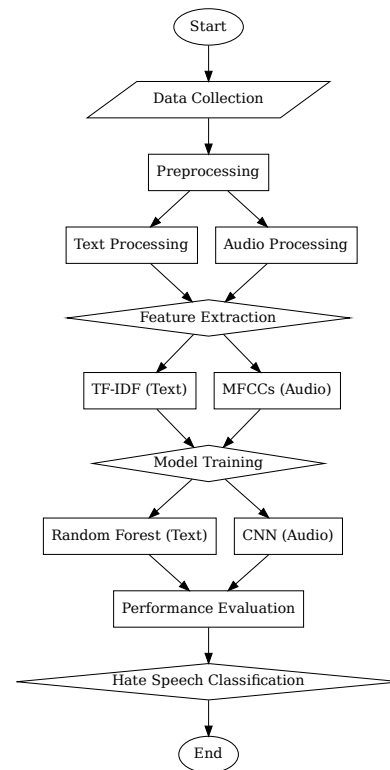 Start
Data Collection
Preprocessing
Text Processing
Audio Processing
Feature Extraction
TF-IDF (Text)
MFCCs (Audio)
Model Training
Random Forest (Text)
CNN (Audio)
Performance Evaluation
Hate Speech Classification
End